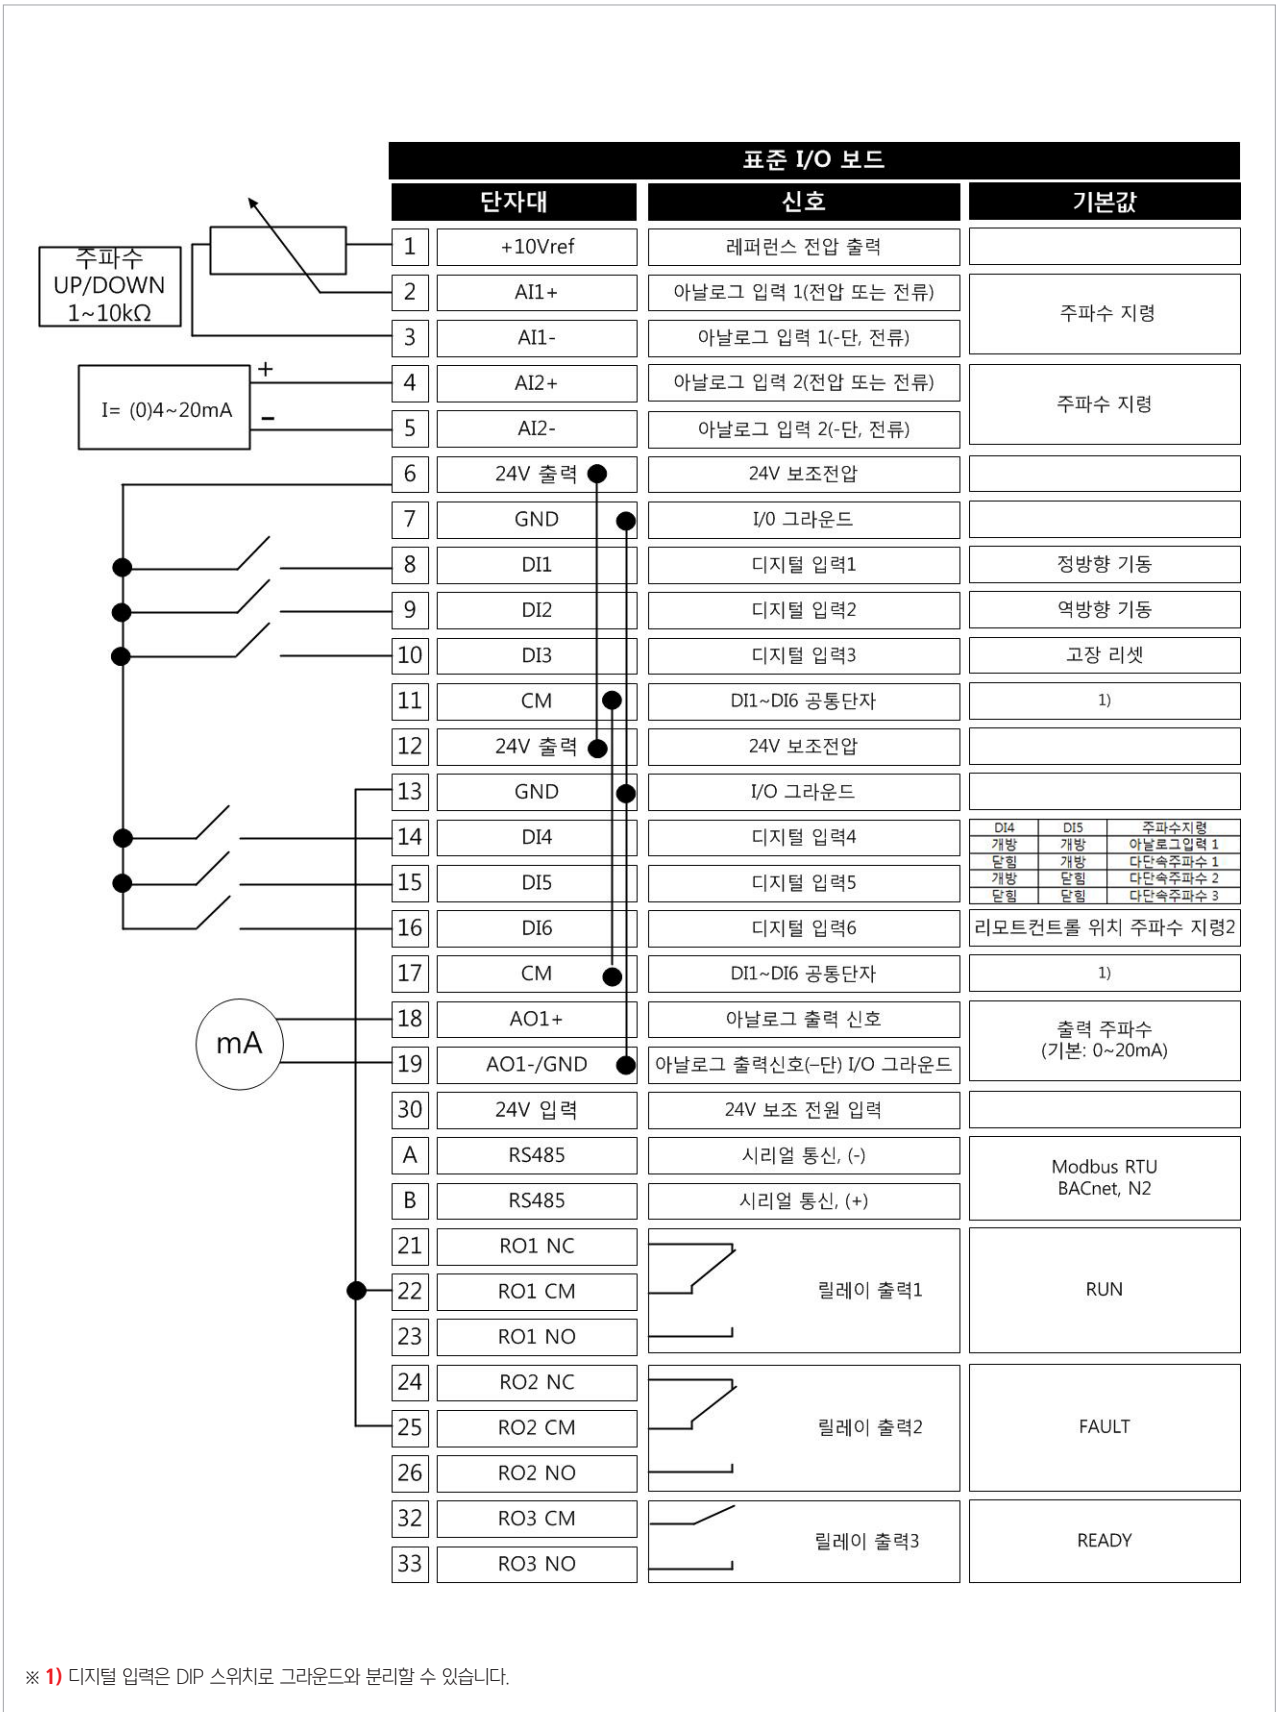 표준 I/O 보드
단자대 신호 기본값
주파수
UP/DOWN
1~10kΩ
1 +10Vref 레퍼런스 전압 출력
2 AI1+ 아날로그 입력 1(전압 또는 전류)
주파수 지령
3 AI1- 아날로그 입력 1(-단, 전류)
+
I= (0)4~20mA
–
4 AI2+ 아날로그 입력 2(전압 또는 전류)
주파수 지령
5 AI2- 아날로그 입력 2(-단, 전류)
6 24V 출력 24V 보조전압
7 GND I/0 그라운드
8 DI1 디지털 입력1 정방향 기동
9 DI2 디지털 입력2 역방향 기동
10 DI3 디지털 입력3 고장 리셋
11 CM DI1~DI6 공통단자 1)
12 24V 출력 24V 보조전압
13 GND I/O 그라운드
14 DI4 디지털 입력4
DI4 DI5 주파수지령
개방 개방 아날로그입력 1
닫힘 개방 다단속주파수 1
개방 닫힘 다단속주파수 2
닫힘 닫힘 다단속주파수 3
15 DI5 디지털 입력5
16 DI6 디지털 입력6 리모트컨트롤 위치 주파수 지령2
17 CM DI1~DI6 공통단자 1)
mA
18 AO1+ 아날로그 출력 신호
출력 주파수
(기본: 0~20mA)
19 AO1-/GND 아날로그 출력신호(–단) I/O 그라운드
30 24V 입력 24V 보조 전원 입력
A RS485 시리얼 통신, (-)
Modbus RTU
BACnet, N2
B RS485 시리얼 통신, (+)
21 RO1 NC
22 RO1 CM 릴레이 출력1 RUN
23 RO1 NO
24 RO2 NC
25 RO2 CM 릴레이 출력2 FAULT
26 RO2 NO
32 RO3 CM
릴레이 출력3 READY
33 RO3 NO
※ 1) 디지털 입력은 DIP 스위치로 그라운드와 분리할 수 있습니다.